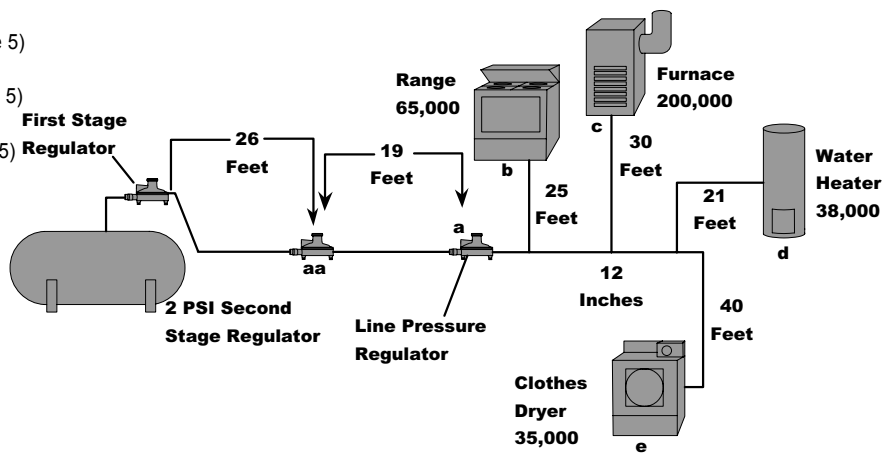 e 5)
5)
5)
First Stage
Regulator
26
Feet
19
Feet
Range
65,000
b
Furnace
200,000
c
25
Feet
30
Feet
21
Feet
Water
Heater
38,000
d
a
aa
12
Inches
40
Feet
2 PSI Second
Stage Regulator
Line Pressure
Regulator
Clothes
Dryer
35,000
e